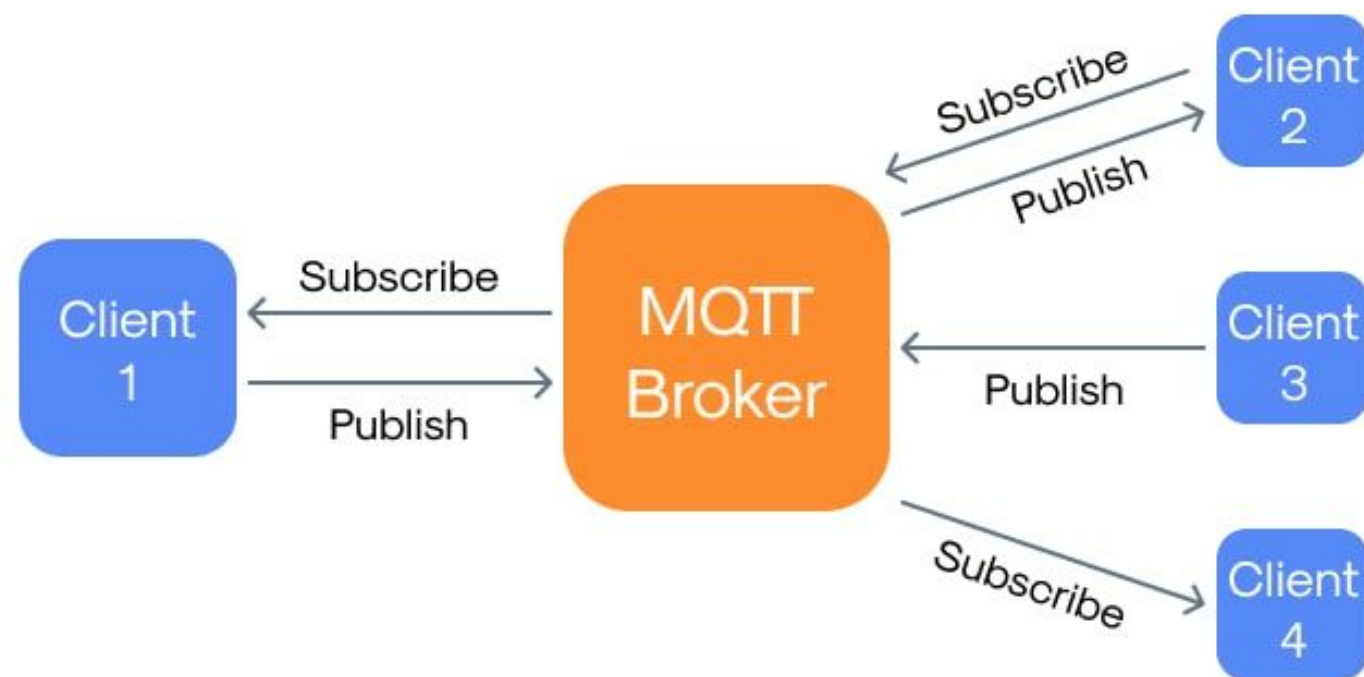 Client
1
Subscribe
Publish
MQTT
Broker
Subscribe
Publish
Client
2
Publish
Client
3
Subscribe
Client
4